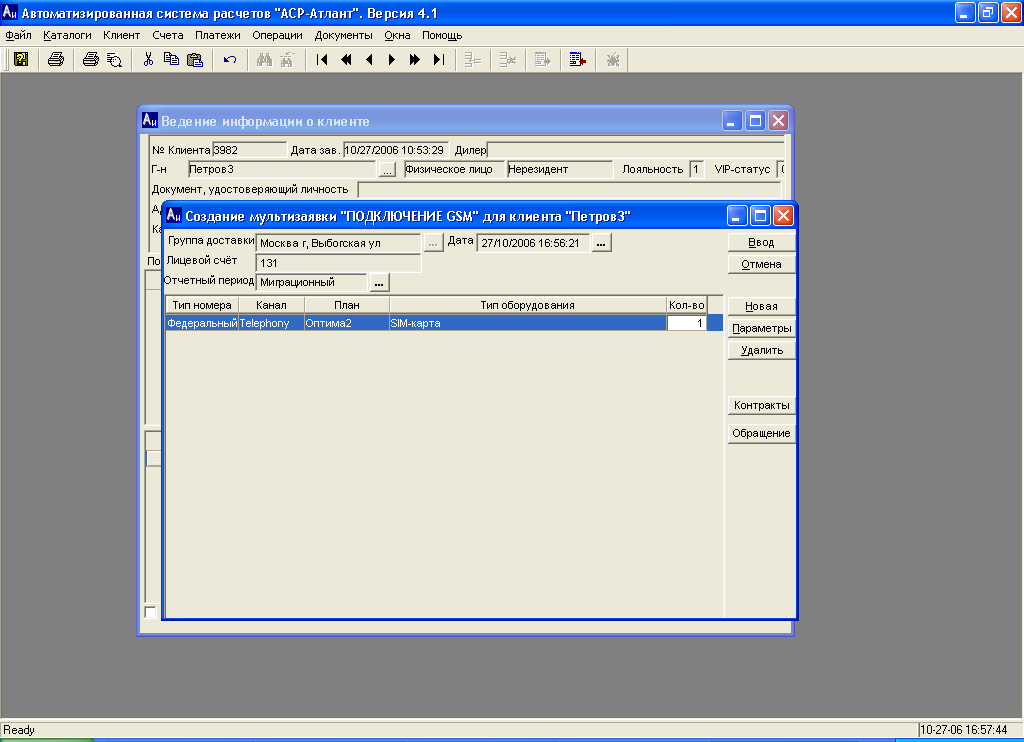 Автоматизированная система расчетов "АСР-Атлант". Версия 4.1
Файл Каталоги Клиент Счета Платежи Операции Документы Окна Помощь
Ведение информации о клиенте
№ Клиента 3982 Дата зав. 10/27/2006 10:53:29 Дилер
Г-н Петров3 ... Физическое лицо Нерезидент Лояльность 1 VIP-статус
Документ, удостоверяющий личность
Создание мультизаявки "ПОДКЛЮЧЕНИЕ GSM" для клиента "Петров3"
Группа доставки Москва г, Выборгская ул ... Дата 27/10/2006 16:56:21 ... Ввод
Лицевой счёт 131 Отмена
Отчетный период Миграционный ...
Тип номера Канал План Тип оборудования Кол-во Новая
Федеральный Telephony Оптима2 SIM-карта 1 Параметры
Удалить
Контракты
Обращение
Ready 10-27-06 16:57:44